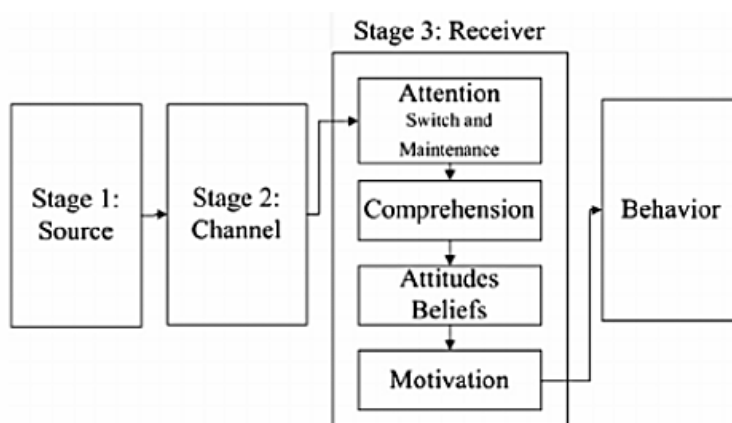 Stage 3: Receiver
Stage 1:
Source
Stage 2:
Channel
Attention
Switch and
Maintenance
Comprehension
Attitudes
Beliefs
Motivation
Behavior